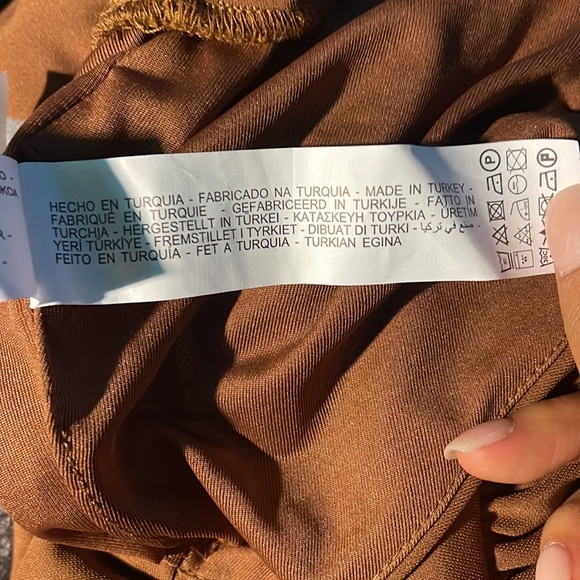 HECHO EN TURQUIA - FABRICADO NA TURQUIA - MADE IN TURKEY -
FABRIQUÉ EN TURQUIE - GEFABRICEERD IN TURKIJE - FATTO IN
TURCHIA - HERGESTELLT IN TÜRKEI - ΚΑΤΑΣΚΕΥΗ ΤΟΥΡΚΙΑ - ÜRETIM
YERİ TÜRKİYE - FREMSTILLET I TYRKIET - DIBUAT DI TURKI - صنع في تركيا -
FEITO EN TURQUÍA - FET A TURQUIA - TURKIAN EGINA
P
P